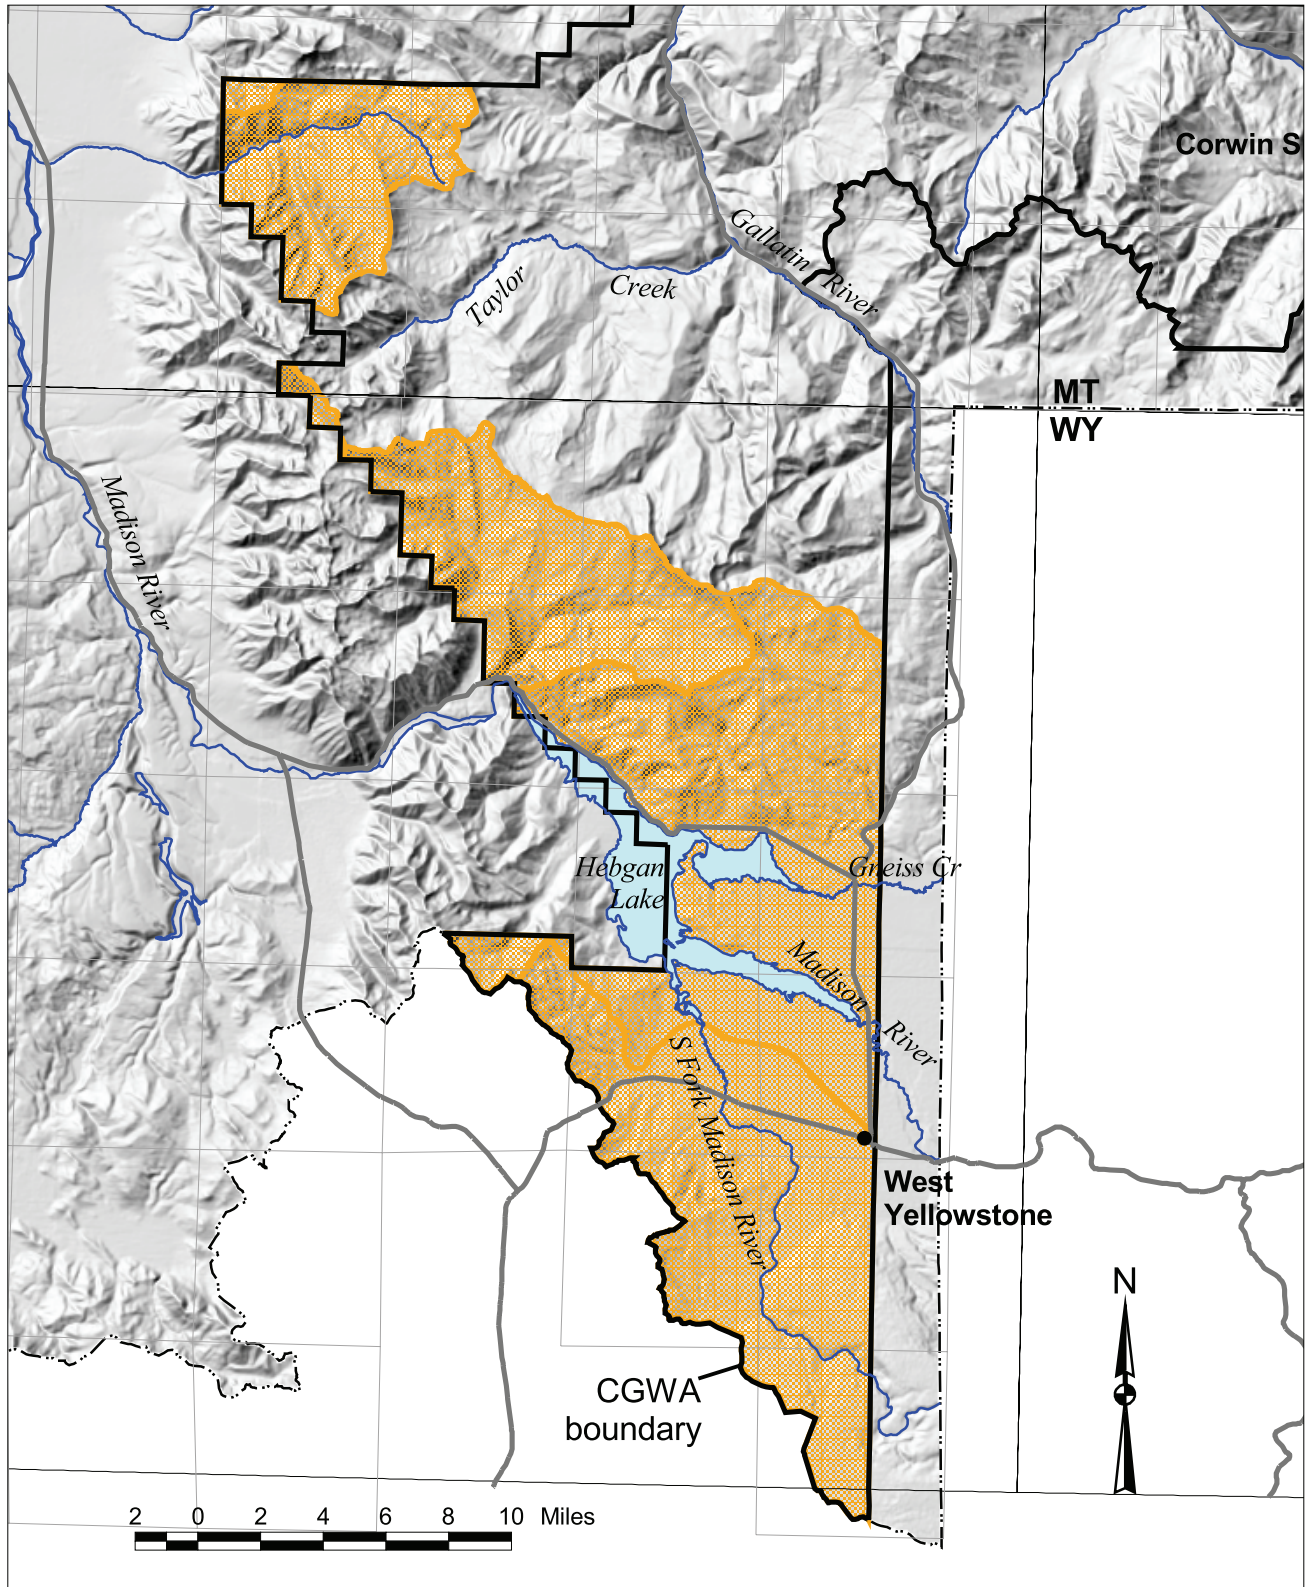 Corwin S
Gallatin River
Taylor Creek
MT
WY
Madison River
Hebgan
Lake
Gneiss Cr
Madison River
S Fork Madison River
West
Yellowstone
N
CGWA
boundary
2 0 2 4 6 8 10 Miles